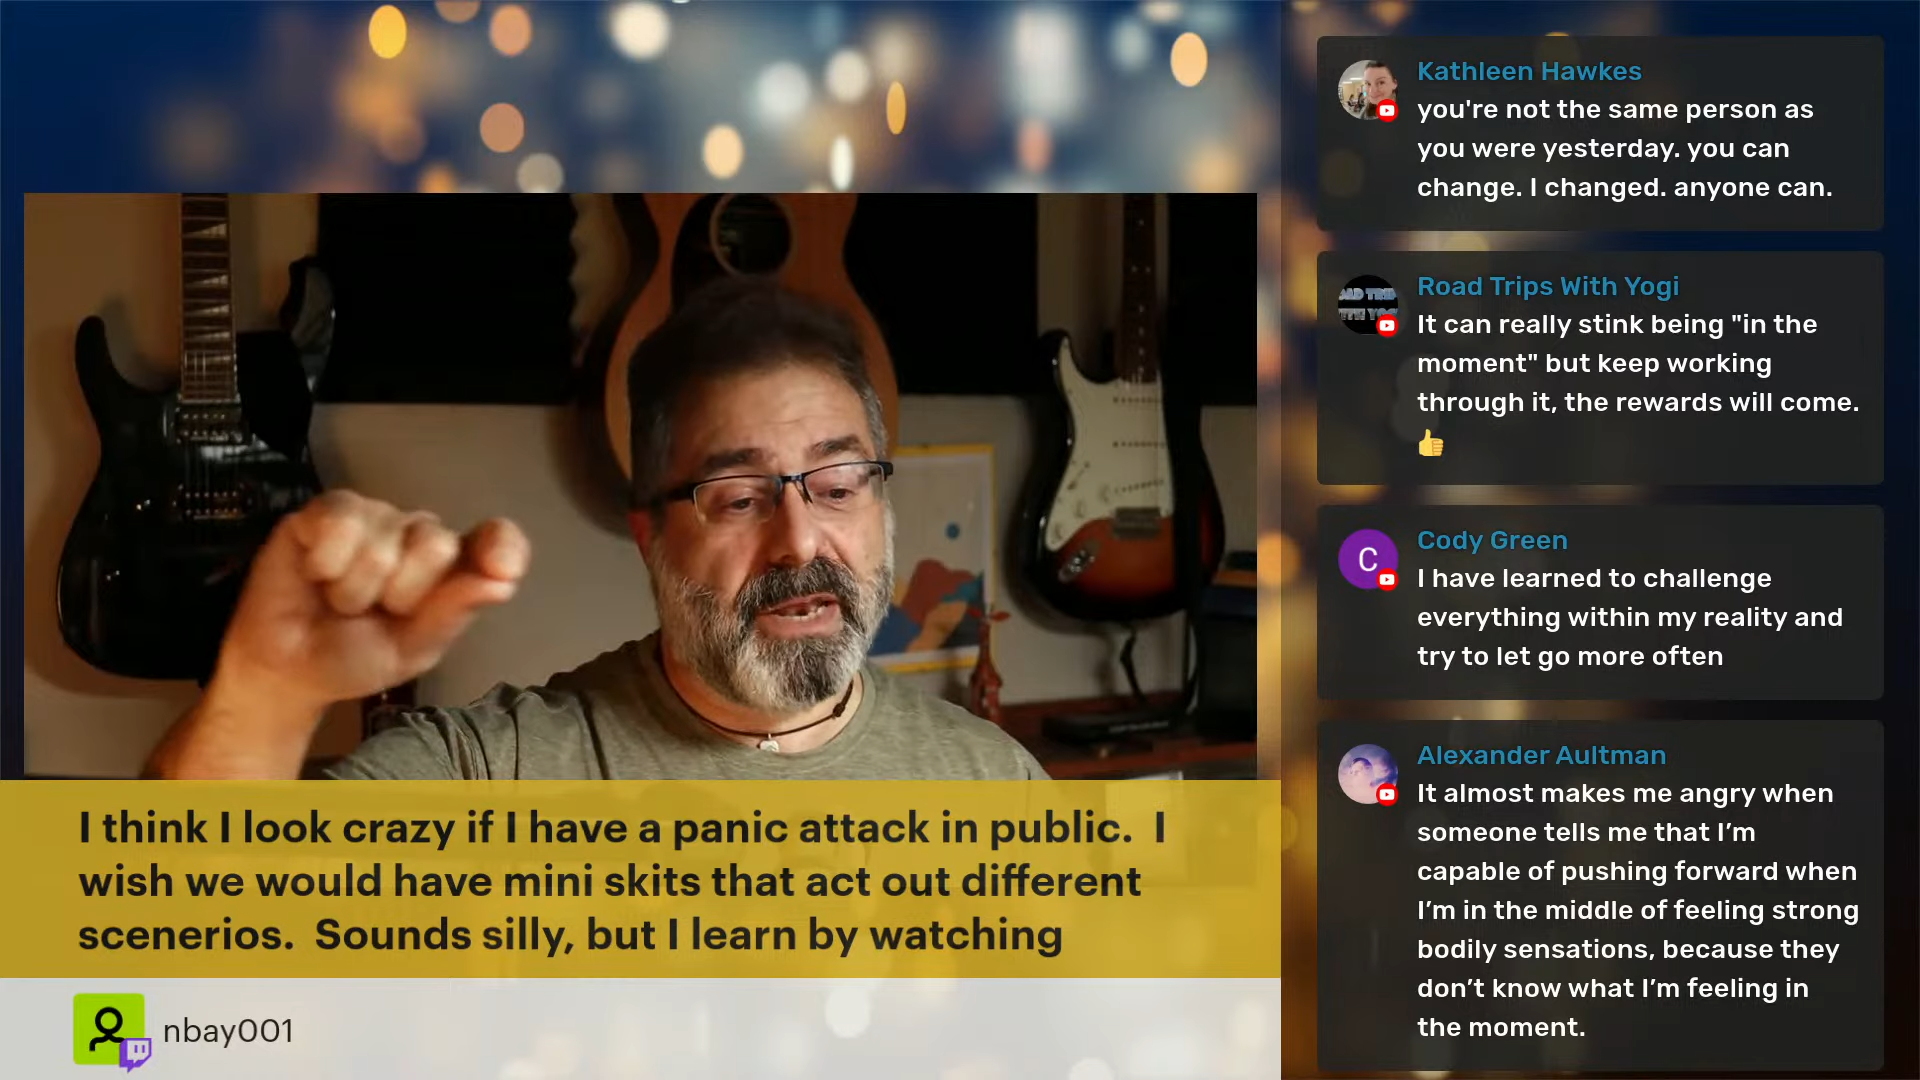 I think I look crazy if I have a panic attack in public. I
wish we would have mini skits that act out different
scenerios. Sounds silly, but I learn by watching
nbay001
Kathleen Hawkes
you're not the same person as
you were yesterday. you can
change. I changed. anyone can.
Road Trips With Yogi
It can really stink being "in the
moment" but keep working
through it, the rewards will come.
👍
Cody Green
C
I have learned to challenge
everything within my reality and
try to let go more often
Alexander Aultman
It almost makes me angry when
someone tells me that I’m
capable of pushing forward when
I’m in the middle of feeling strong
bodily sensations, because they
don’t know what I’m feeling in
the moment.